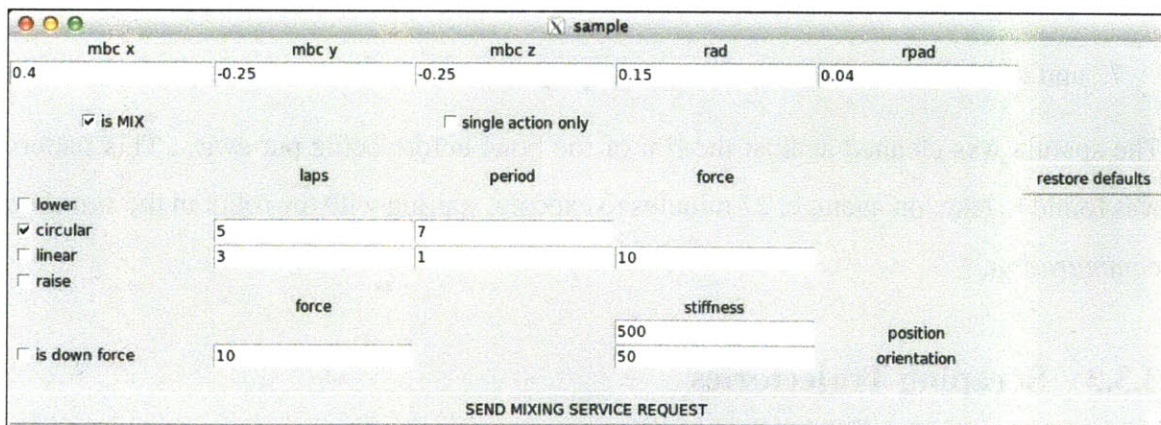 sample
mbc x mbc y mbc z rad rpad
0.4 -0.25 -0.25 0.15 0.04
is MIX single action only
laps period force restore defaults
lower
circular 5 7
linear 3 1 10
raise
force stiffness
500 position
is down force 10 50 orientation
SEND MIXING SERVICE REQUEST